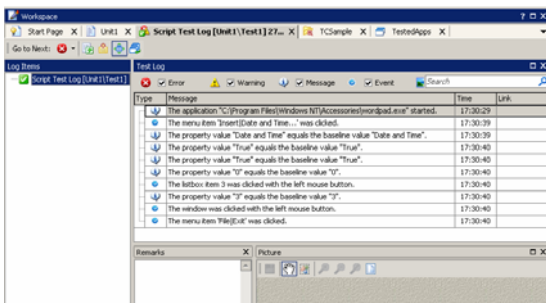 Workspace
Start Page X Unit1 X Script Test Log [Unit1\Test1] 27... X TCSample X TestedApps X
Go to Next:
Log Items
Test Log
Script Test Log [Unit1\Test1]
Error Warning Message Event Search
Type Message Time Link
The application "C:\Program Files\Windows NT\Accessories\wordpad.exe" started. 17:30:29
The menu item 'Insert|Date and Time...' was clicked. 17:30:39
The property value "Date and Time" equals the baseline value "Date and Time". 17:30:39
The property value "True" equals the baseline value "True". 17:30:40
The property value "True" equals the baseline value "True". 17:30:40
The property value "0" equals the baseline value "0". 17:30:40
The listbox item 3 was clicked with the left mouse button. 17:30:40
The property value "3" equals the baseline value "3". 17:30:40
The window was clicked with the left mouse button. 17:30:40
The menu item 'File|Exit' was clicked. 17:30:40
Remarks X Picture